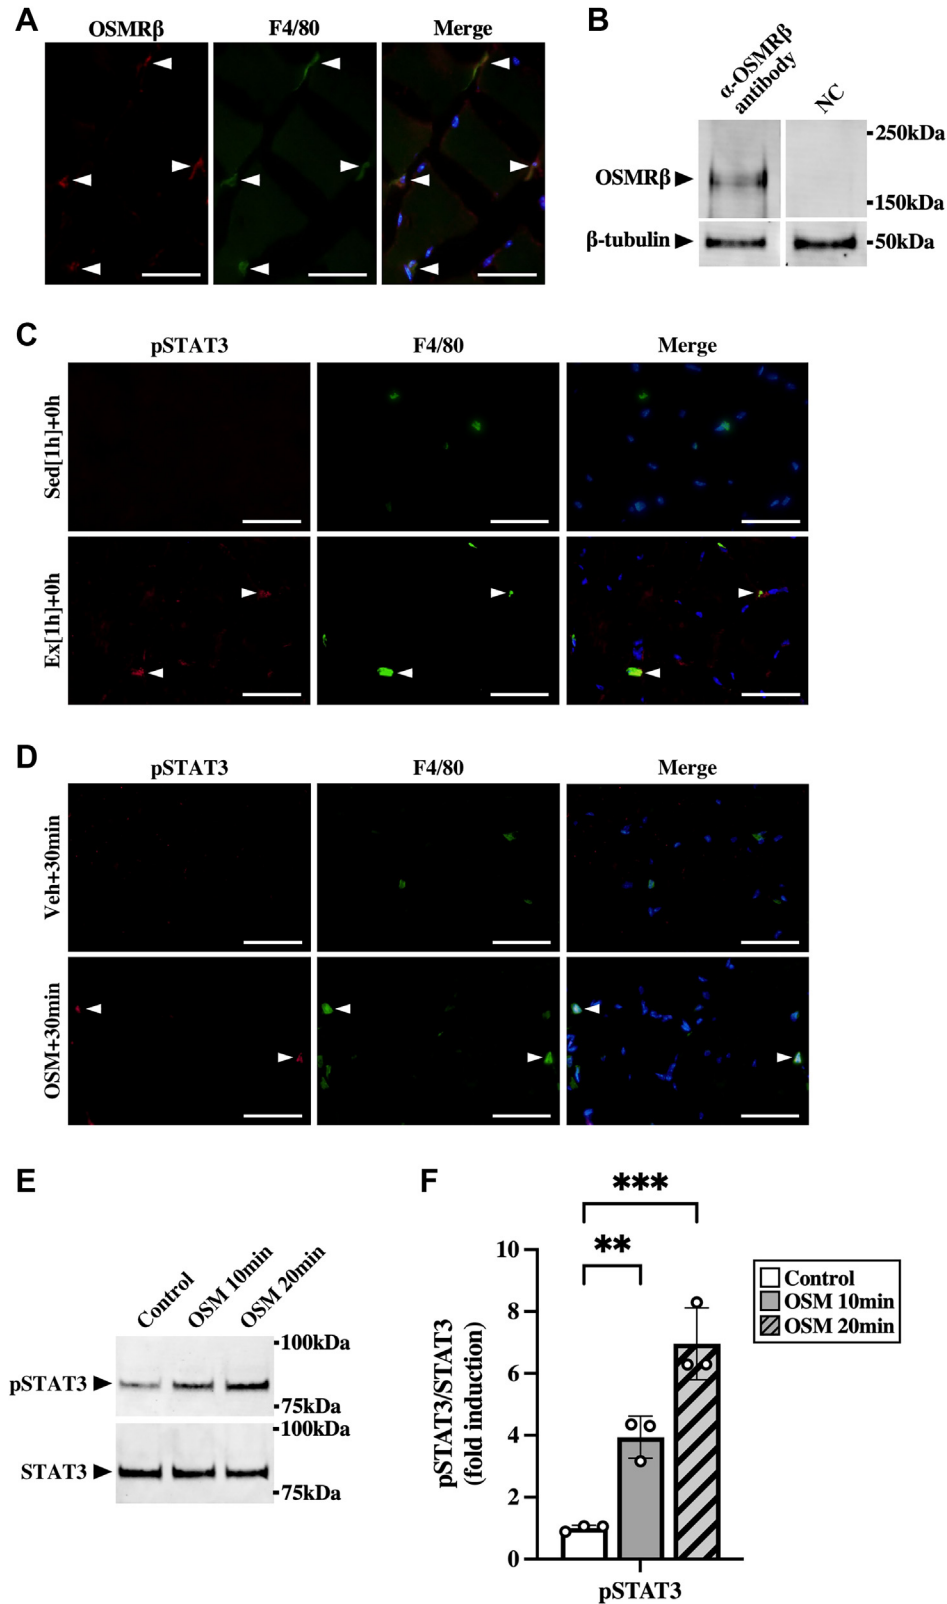 A
OSMRβ
F4/80
Merge
B
α-OSMRβ
antibody
NC
250kDa
OSMRβ
150kDa
β-tubulin
50kDa
C
pSTAT3
F4/80
Merge
Sed[1h]+0h
Ex[1h]+0h
D
pSTAT3
F4/80
Merge
Veh+30min
OSM+30min
E
Control
OSM 10min
OSM 20min
100kDa
pSTAT3
75kDa
100kDa
STAT3
75kDa
F
***
**
10
8
6
4
2
0
pSTAT3/STAT3
(fold induction)
pSTAT3
Control
OSM 10min
OSM 20min